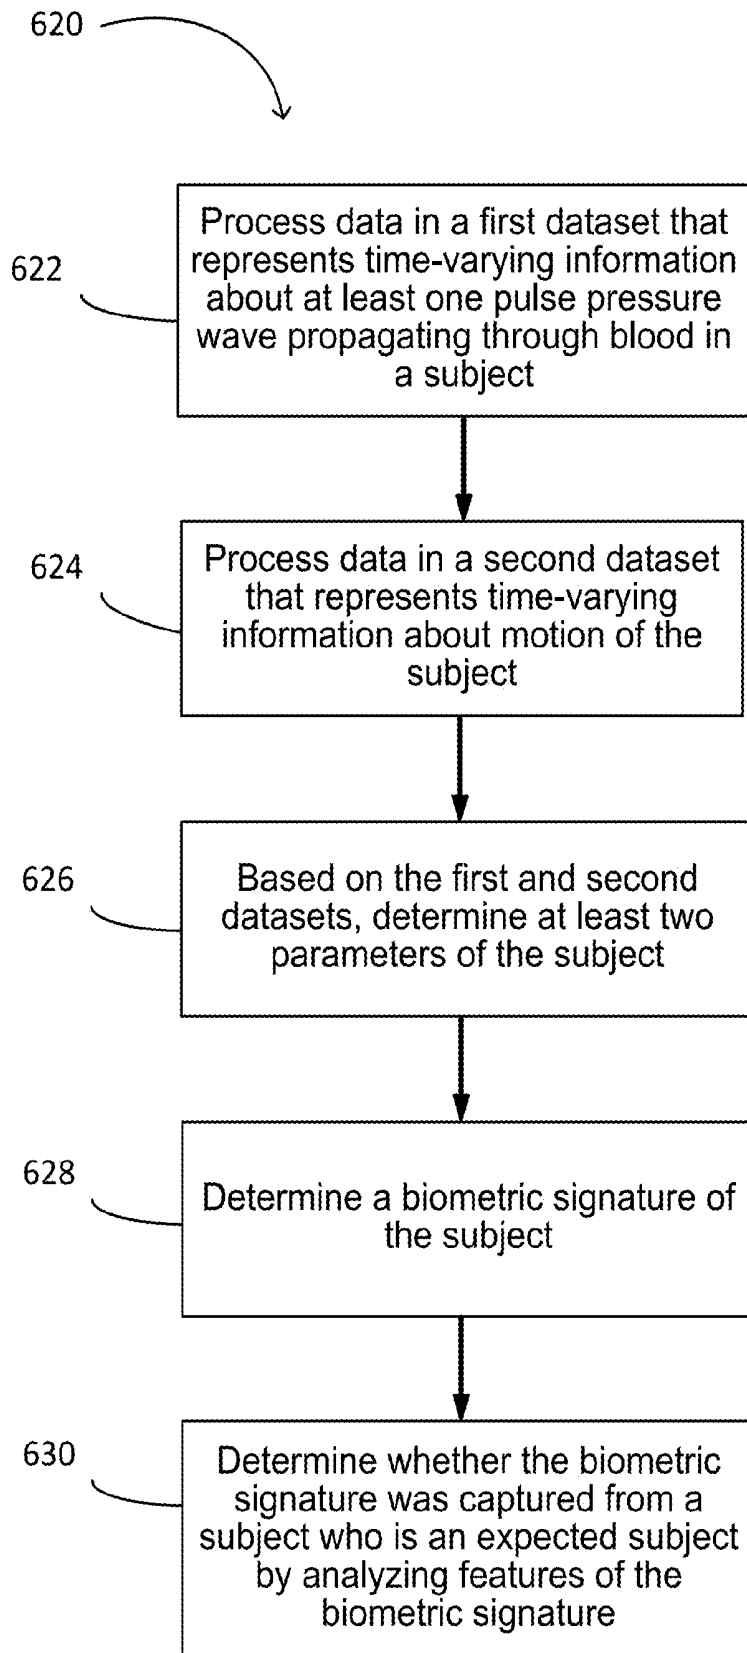 620
622
Process data in a first dataset that
represents time-varying information
about at least one pulse pressure
wave propagating through blood in
a subject
624
Process data in a second dataset
that represents time-varying
information about motion of the
subject
626
Based on the first and second
datasets, determine at least two
parameters of the subject
628
Determine a biometric signature of
the subject
630
Determine whether the biometric
signature was captured from a
subject who is an expected subject
by analyzing features of the
biometric signature